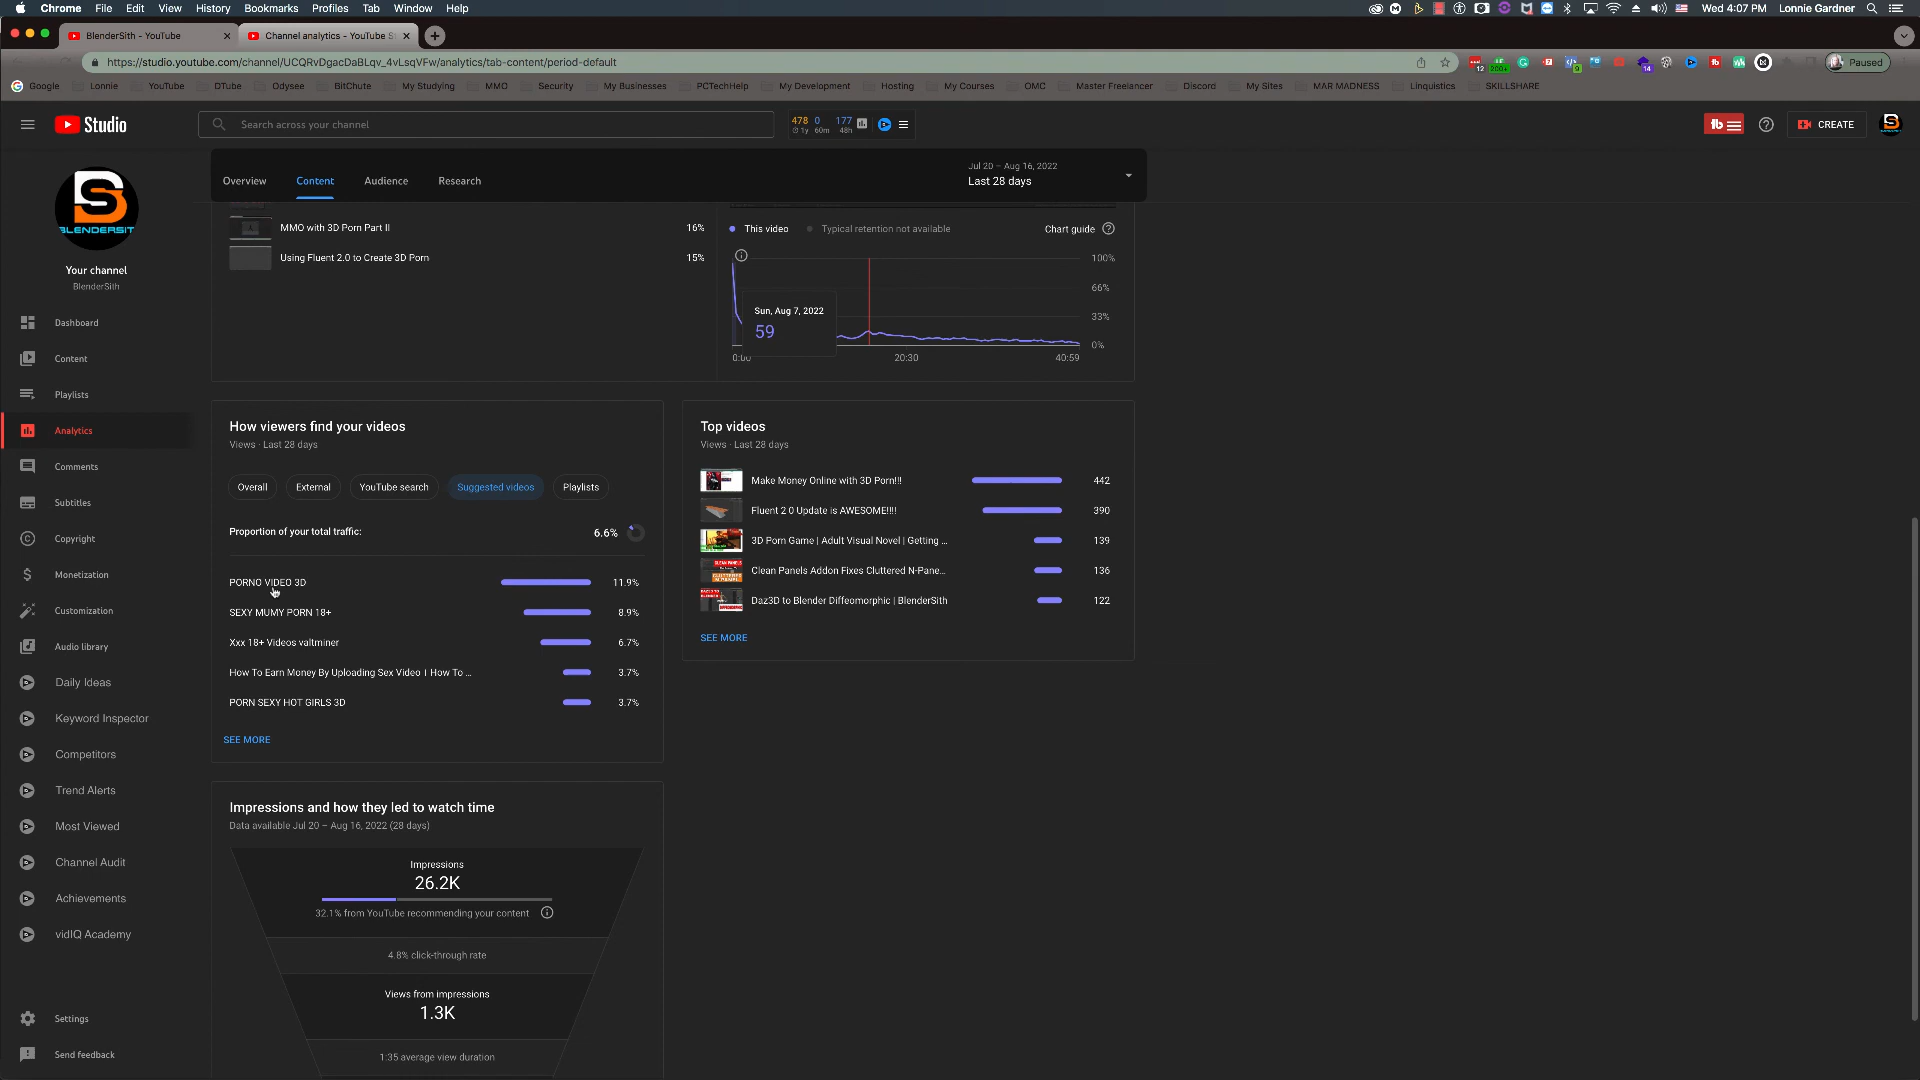 Chrome File Edit View History Bookmarks Profiles Tab Window Help
Wed 4:07 PM Lonnie Gardner
BlenderSith - YouTube
Channel analytics - YouTube S
https://studio.youtube.com/channel/UCQRvDgacDaBLqv_4vLsqVFw/analytics/tab-content/period-default
12 200+ 9 14 Paused
Google Lonnie YouTube DTube Odysee BitChute My Studying MMO Security My Businesses PCTechHelp My Development Hosting My Courses OMC Master Freelancer Discord My Sites MAR MADNESS Linquistics SKILLSHARE
Studio
Search across your channel
478 0 177
1y 60m 48h
tb
CREATE
BLENDERSIT
Your channel
BlenderSith
Dashboard
Content
Playlists
Analytics
Comments
Subtitles
Copyright
Monetization
Customization
Audio library
Daily Ideas
Keyword Inspector
Competitors
Trend Alerts
Most Viewed
Channel Audit
Achievements
vidIQ Academy
Settings
Send feedback
Overview Content Audience Research
Jul 20 – Aug 16, 2022
Last 28 days
MMO with 3D Porn Part II 16%
Using Fluent 2.0 to Create 3D Porn 15%
This video Typical retention not available Chart guide
100%
66%
33%
0%
Sun, Aug 7, 2022
59
0:00 20:30 40:59
How viewers find your videos
Views · Last 28 days
Overall External YouTube search Suggested videos Playlists
Proportion of your total traffic: 6.6%
PORNO VIDEO 3D 11.9%
SEXY MUMY PORN 18+ 8.9%
Xxx 18+ Videos valtminer 6.7%
How To Earn Money By Uploading Sex Video I How To ... 3.7%
PORN SEXY HOT GIRLS 3D 3.7%
SEE MORE
Top videos
Views · Last 28 days
Make Money Online with 3D Porn!!! 442
Fluent 2 0 Update is AWESOME!!!! 390
3D Porn Game | Adult Visual Novel | Getting ... 139
Clean Panels Addon Fixes Cluttered N-Pane... 136
Daz3D to Blender Diffeomorphic | BlenderSith 122
SEE MORE
Impressions and how they led to watch time
Data available Jul 20 – Aug 16, 2022 (28 days)
Impressions
26.2K
32.1% from YouTube recommending your content
4.8% click-through rate
Views from impressions
1.3K
1:35 average view duration